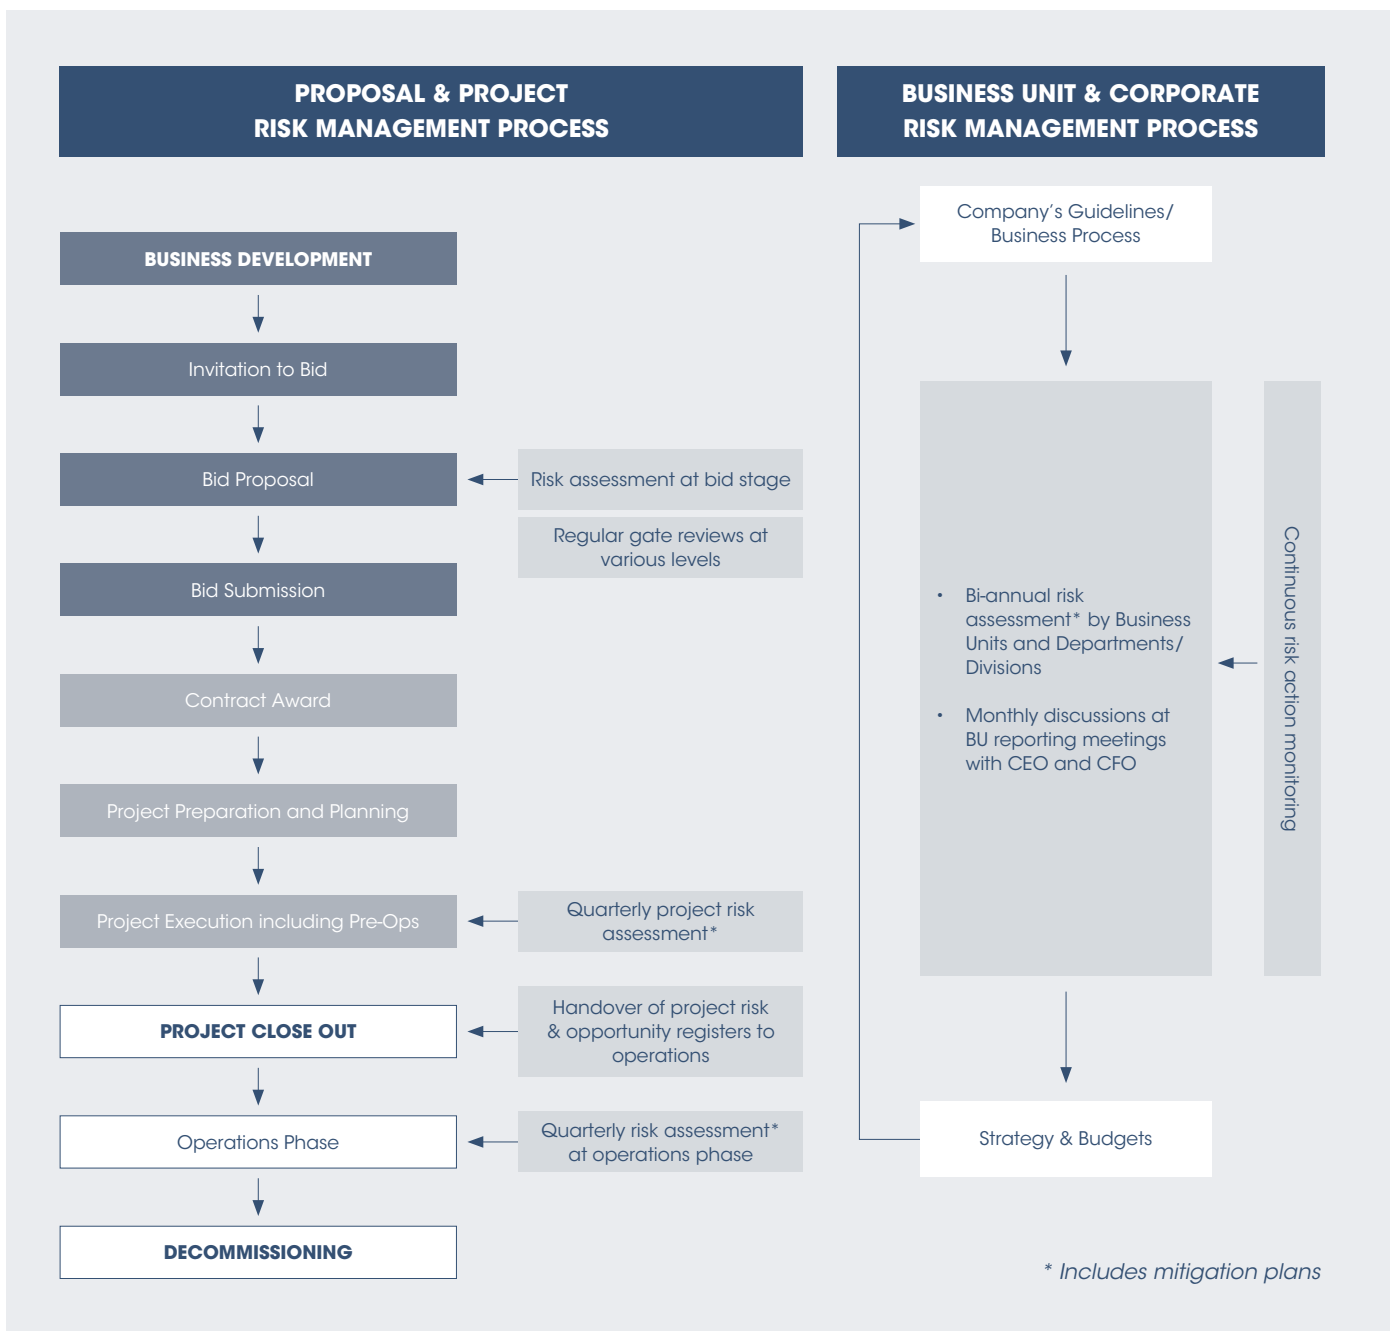 PROPOSAL & PROJECT
RISK MANAGEMENT PROCESS
BUSINESS DEVELOPMENT
Invitation to Bid
Bid Proposal
Risk assessment at bid stage
Regular gate reviews at
various levels
Bid Submission
Contract Award
Project Preparation and Planning
Project Execution including Pre-Ops
Quarterly project risk
assessment*
PROJECT CLOSE OUT
Handover of project risk
& opportunity registers to
operations
Operations Phase
Quarterly risk assessment*
at operations phase
DECOMMISSIONING
BUSINESS UNIT & CORPORATE
RISK MANAGEMENT PROCESS
Company's Guidelines/
Business Process
• Bi-annual risk
assessment* by Business
Units and Departments/
Divisions
• Monthly discussions at
BU reporting meetings
with CEO and CFO
Continuous risk action monitoring
Strategy & Budgets
* Includes mitigation plans